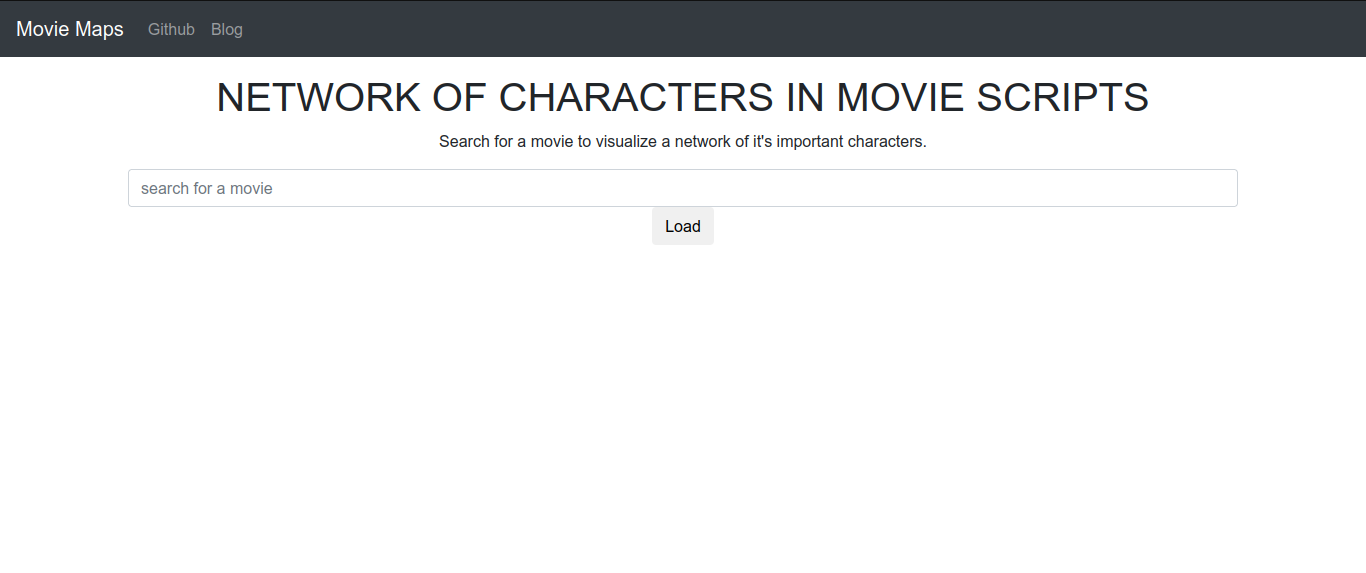 Movie Maps Github Blog
NETWORK OF CHARACTERS IN MOVIE SCRIPTS
Search for a movie to visualize a network of it's important characters.
search for a movie
Load